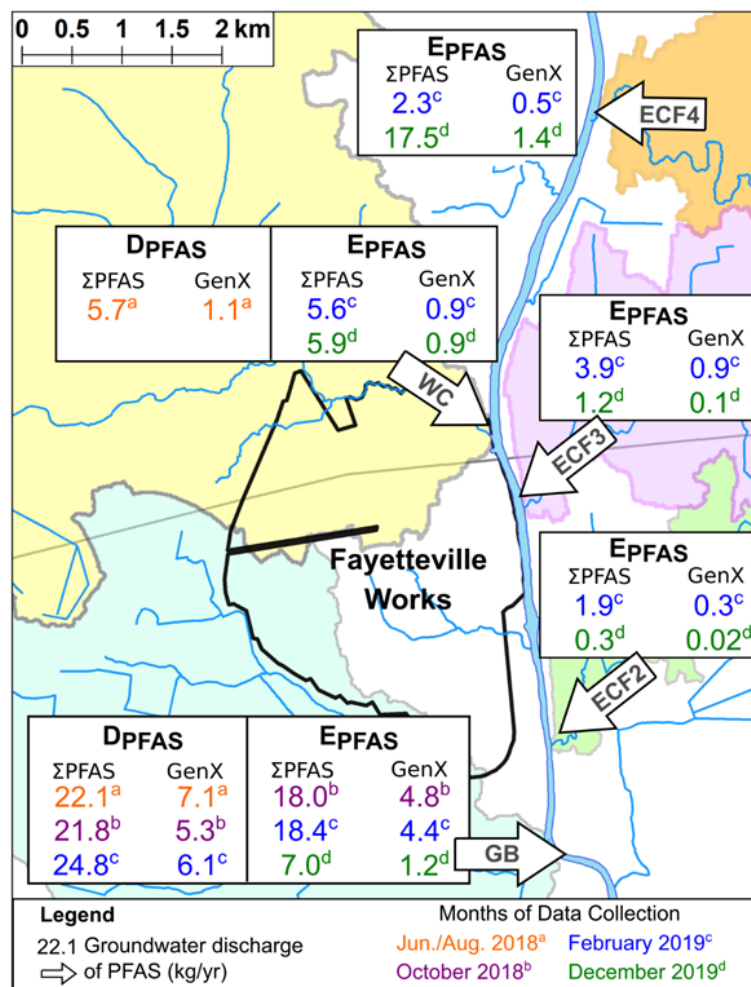 0 0.5 1 2 km
EPFAS
ΣPFAS GenX
2.3ᶜ 0.5ᶜ
17.5ᵈ 1.4ᵈ
ECF4
DPFAS
ΣPFAS GenX
5.7ᵃ 1.1ᵃ
EPFAS
ΣPFAS GenX
5.6ᶜ 0.9ᶜ
5.9ᵈ 0.9ᵈ
WC
EPFAS
ΣPFAS GenX
3.9ᶜ 0.9ᶜ
1.2ᵈ 0.1ᵈ
ECF3
Fayetteville
Works
EPFAS
ΣPFAS GenX
1.9ᶜ 0.3ᶜ
0.3ᵈ 0.02ᵈ
ECF2
DPFAS
ΣPFAS GenX
22.1ᵃ 7.1ᵃ
21.8ᵇ 5.3ᵇ
24.8ᶜ 6.1ᶜ
EPFAS
ΣPFAS GenX
18.0ᵇ 4.8ᵇ
18.4ᶜ 4.4ᶜ
7.0ᵈ 1.2ᵈ
GB
Legend
22.1 Groundwater discharge
of PFAS (kg/yr)
Months of Data Collection
Jun./Aug. 2018ᵃ February 2019ᶜ
October 2018ᵇ December 2019ᵈ